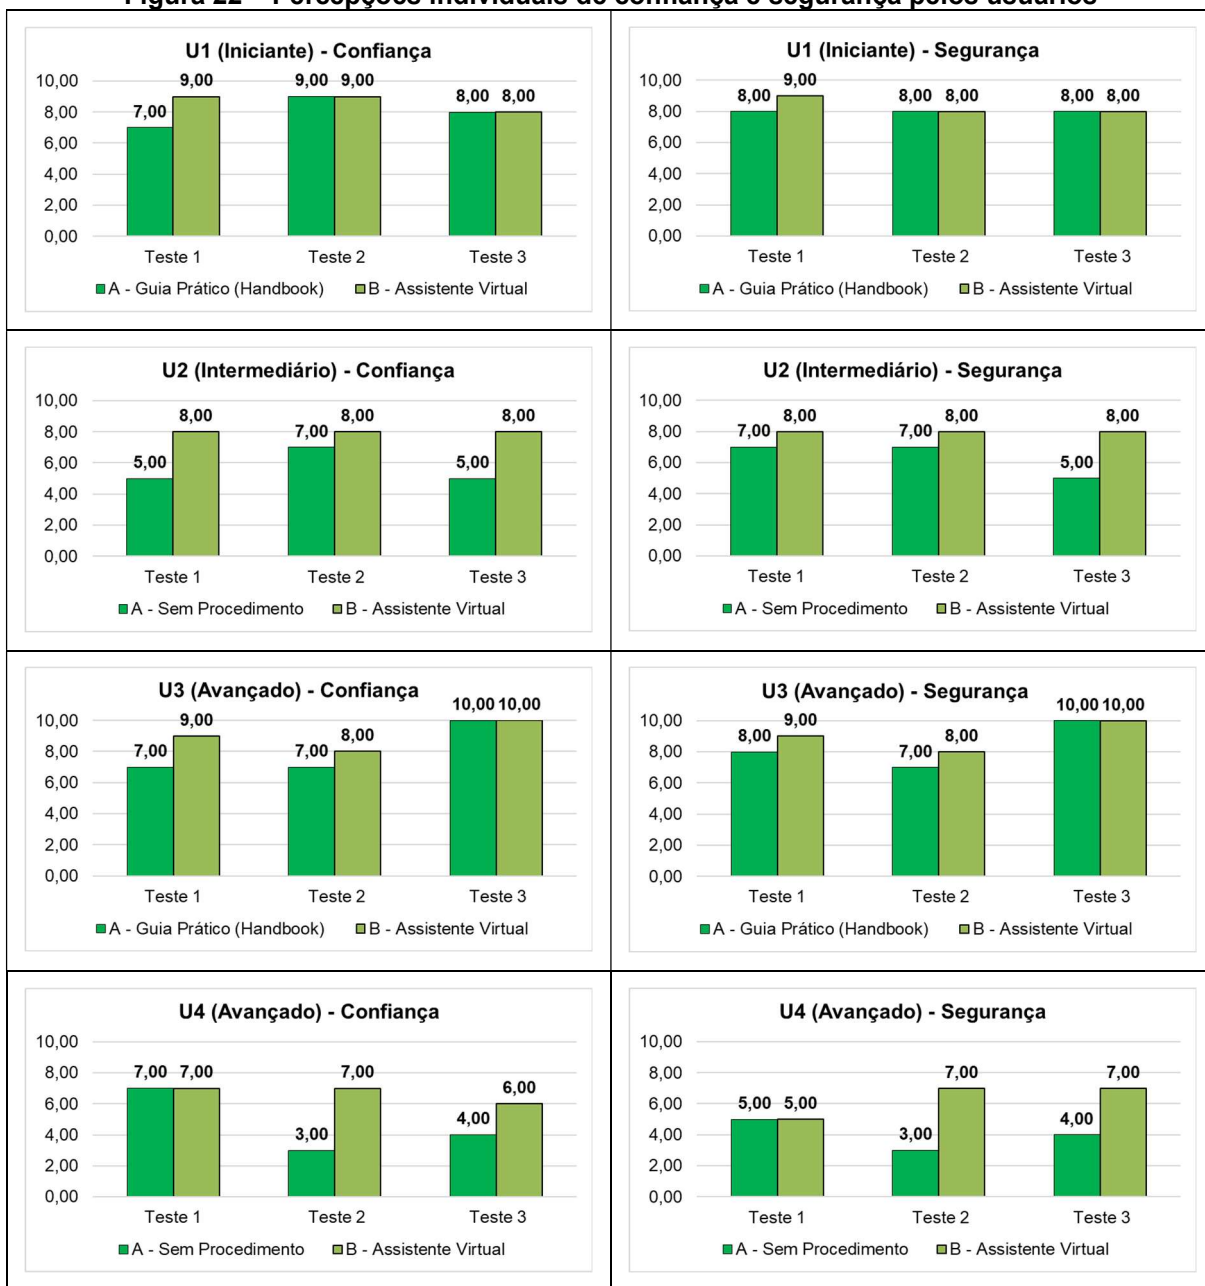 Figura 22 – Percepções individuais de confiança e segurança pelos usuários
U1 (Iniciante) - Confiança
10,00
8,00
6,00
4,00
2,00
0,00
7,00 9,00 9,00 9,00 8,00 8,00
Teste 1 Teste 2 Teste 3
A - Guia Prático (Handbook) B - Assistente Virtual
U1 (Iniciante) - Segurança
10,00
8,00
6,00
4,00
2,00
0,00
8,00 9,00 8,00 8,00 8,00 8,00
Teste 1 Teste 2 Teste 3
A - Guia Prático (Handbook) B - Assistente Virtual
U2 (Intermediário) - Confiança
10,00
8,00
6,00
4,00
2,00
0,00
5,00 8,00 7,00 8,00 5,00 8,00
Teste 1 Teste 2 Teste 3
A - Sem Procedimento B - Assistente Virtual
U2 (Intermediário) - Segurança
10,00
8,00
6,00
4,00
2,00
0,00
7,00 8,00 7,00 8,00 5,00 8,00
Teste 1 Teste 2 Teste 3
A - Sem Procedimento B - Assistente Virtual
U3 (Avançado) - Confiança
10,00
8,00
6,00
4,00
2,00
0,00
7,00 9,00 7,00 8,00 10,00 10,00
Teste 1 Teste 2 Teste 3
A - Guia Prático (Handbook) B - Assistente Virtual
U3 (Avançado) - Segurança
10,00
8,00
6,00
4,00
2,00
0,00
8,00 9,00 7,00 8,00 10,00 10,00
Teste 1 Teste 2 Teste 3
A - Guia Prático (Handbook) B - Assistente Virtual
U4 (Avançado) - Confiança
10,00
8,00
6,00
4,00
2,00
0,00
7,00 7,00 3,00 7,00 4,00 6,00
Teste 1 Teste 2 Teste 3
A - Sem Procedimento B - Assistente Virtual
U4 (Avançado) - Segurança
10,00
8,00
6,00
4,00
2,00
0,00
5,00 5,00 3,00 7,00 4,00 7,00
Teste 1 Teste 2 Teste 3
A - Sem Procedimento B - Assistente Virtual